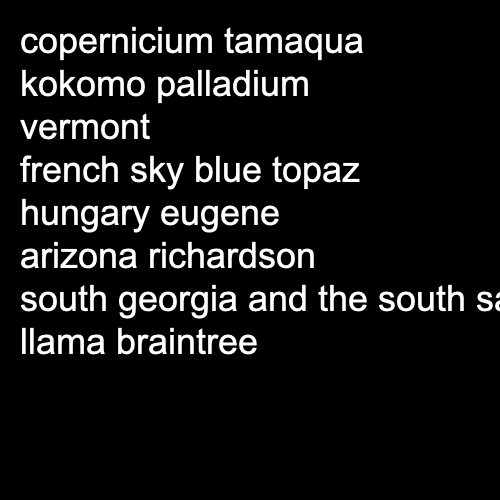 copernicium tamaqua
kokomo palladium
vermont
french sky blue topaz
hungary eugene
arizona richardson
south georgia and the south
llama braintree